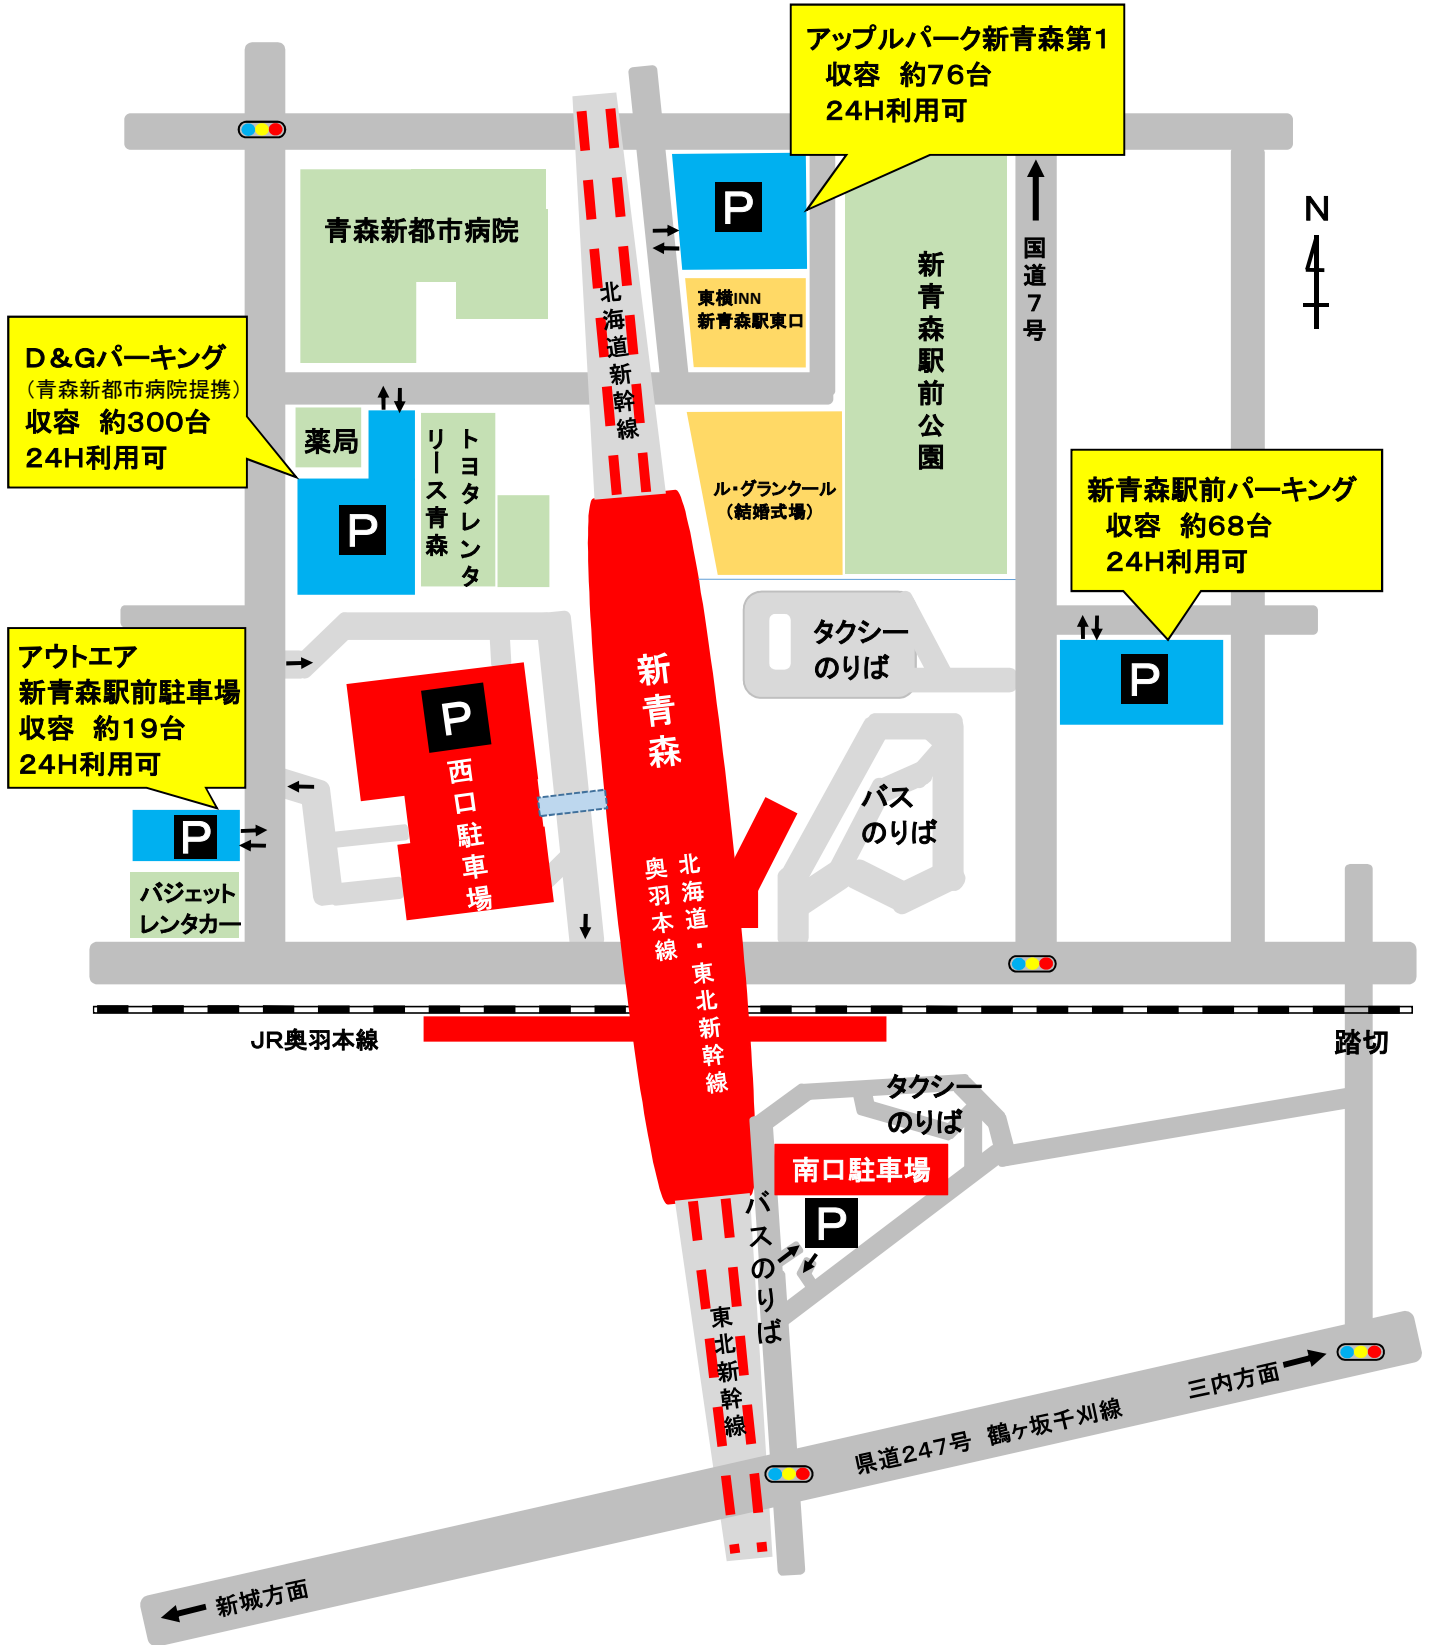 アップルパーク新青森第1
収容 約76台
24H利用可
P
青森新都市病院
N
国道7号
新青森駅前公園
東横INN
新青森駅東口
北海道新幹線
D&Gパーキング
(青森新都市病院提携)
収容 約300台
24H利用可
薬局
トヨタレンタ
リース青森
P
ル・グランクール
(結婚式場)
新青森駅前パーキング
収容 約68台
24H利用可
P
アウトエア
新青森駅前駐車場
収容 約19台
24H利用可
P
バジェット
レンタカー
P
西口駐車場
新青森
北海道・東北新幹線
奥羽本線
タクシー
のりば
バス
のりば
JR奥羽本線
踏切
タクシー
のりば
南口駐車場
P
バスのりば
東北新幹線
県道247号 鶴ヶ坂千刈線
三内方面
新城方面